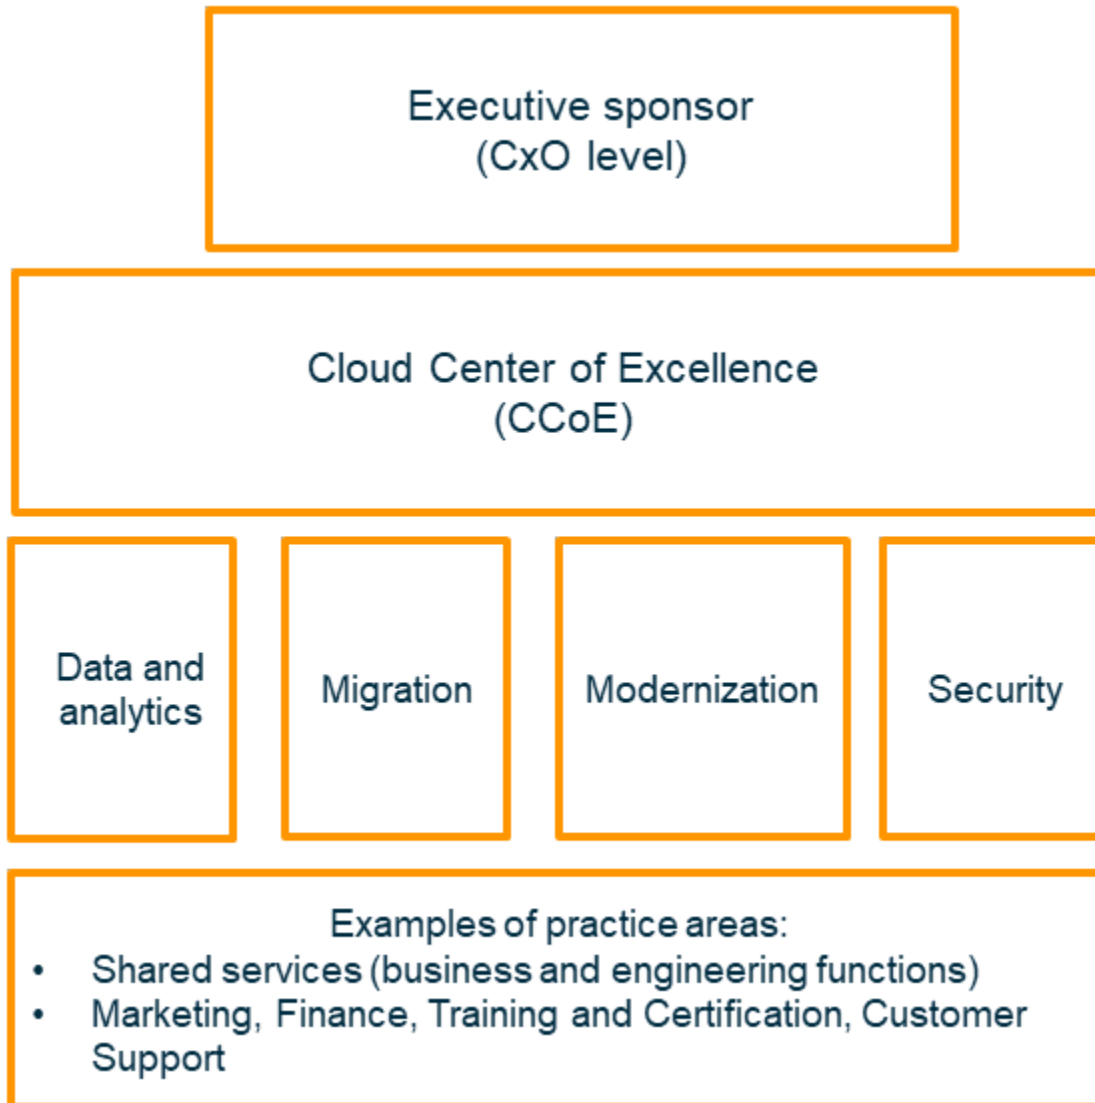 Executive sponsor
(CxO level)
Cloud Center of Excellence
(CCoE)
Data and
analytics
Migration
Modernization
Security
Examples of practice areas:
• Shared services (business and engineering functions)
• Marketing, Finance, Training and Certification, Customer
Support